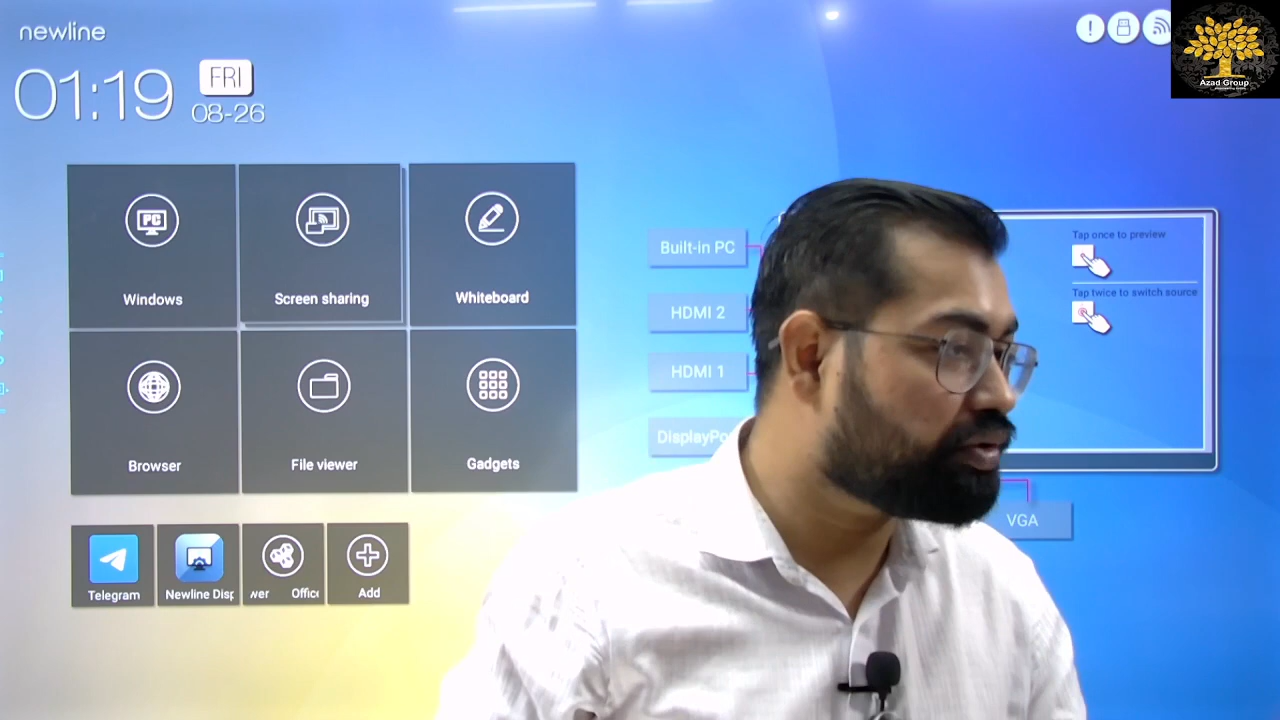 newline
01:19
FRI
08-26
!
Azad Group
PC
Windows
Screen sharing
Whiteboard
Browser
File viewer
Gadgets
Telegram
Newline Disp
wer Office
Add
Built-in PC
HDMI 2
HDMI 1
DisplayPo
VGA
Tap once to preview
Tap twice to switch source